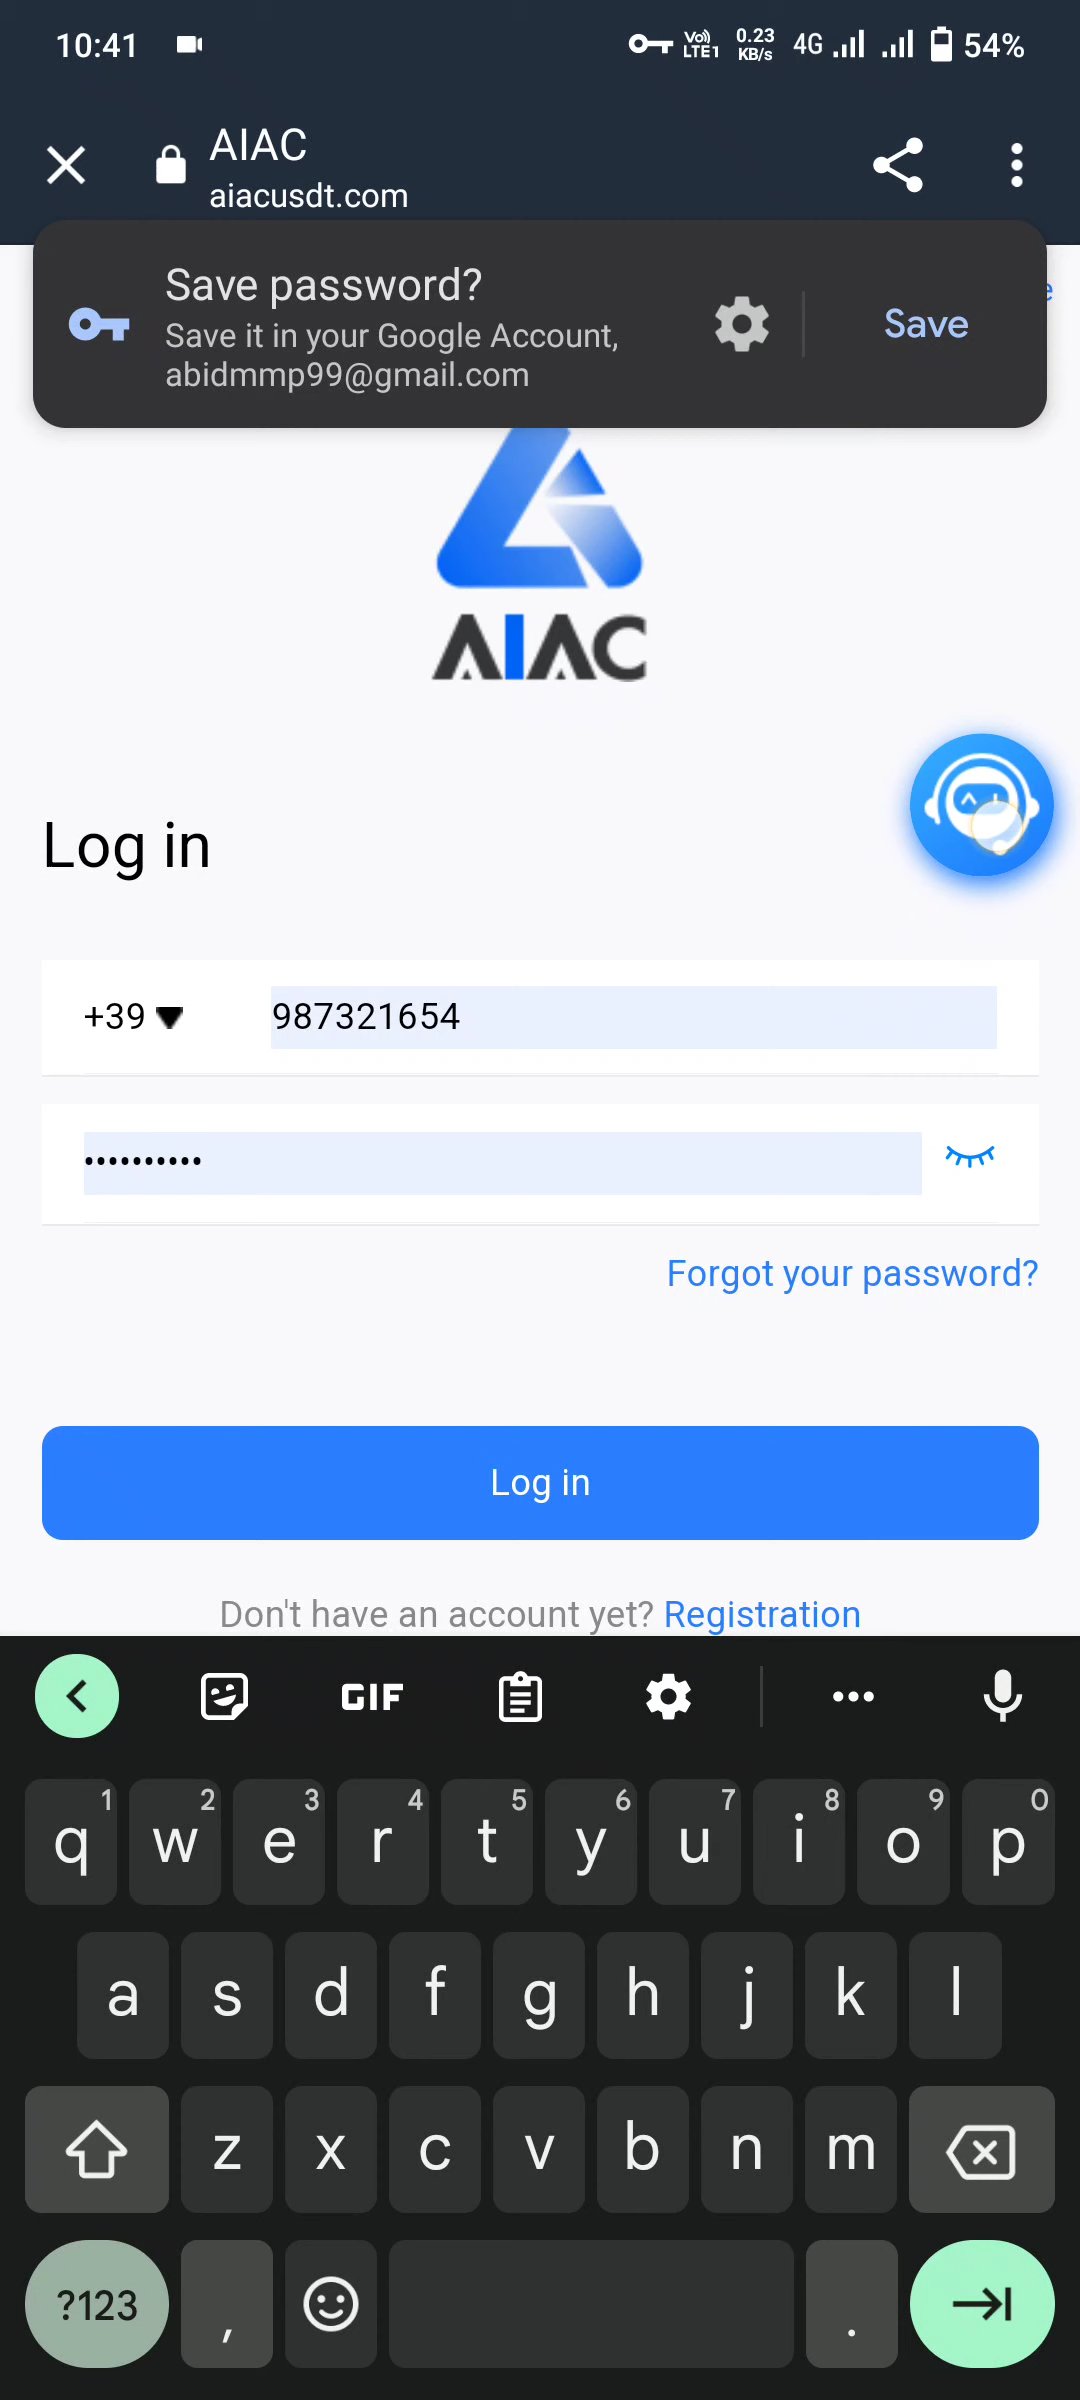 10:41
Vo)) LTE1
0.23 KB/s
4G
54%
AIAC
aiacusdt.com
Save password?
Save it in your Google Account,
abidmmp99@gmail.com
Save
AIAC
Log in
+39
987321654
••••••••••
Forgot your password?
Log in
Don't have an account yet? Registration
GIF
1 2 3 4 5 6 7 8 9 0
q w e r t y u i o p
a s d f g h j k l
z x c v b n m
?123 , .